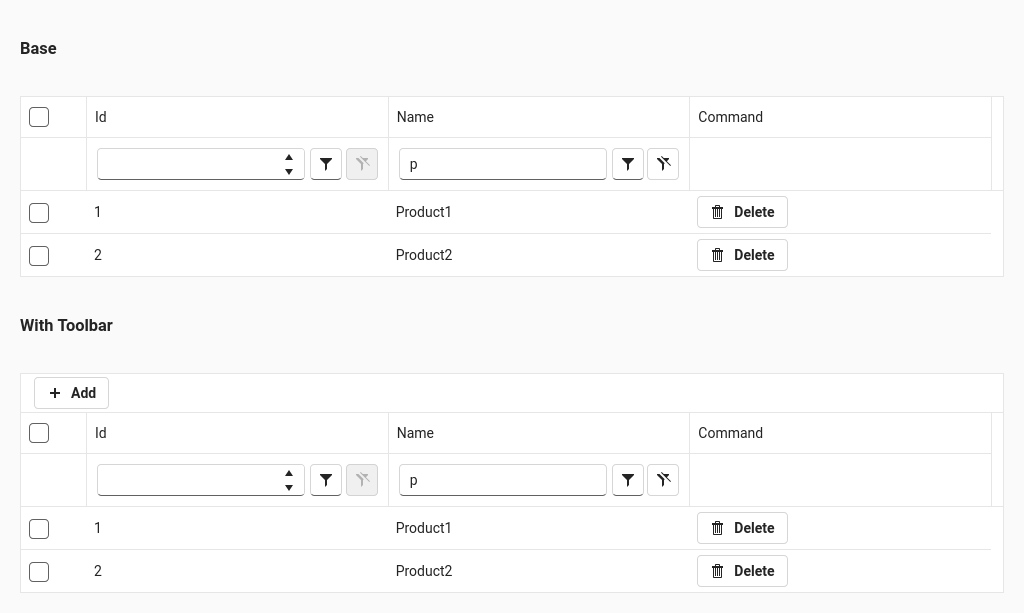 Base
Id Name Command
p
1 Product1 Delete
2 Product2 Delete
With Toolbar
Add
Id Name Command
p
1 Product1 Delete
2 Product2 Delete